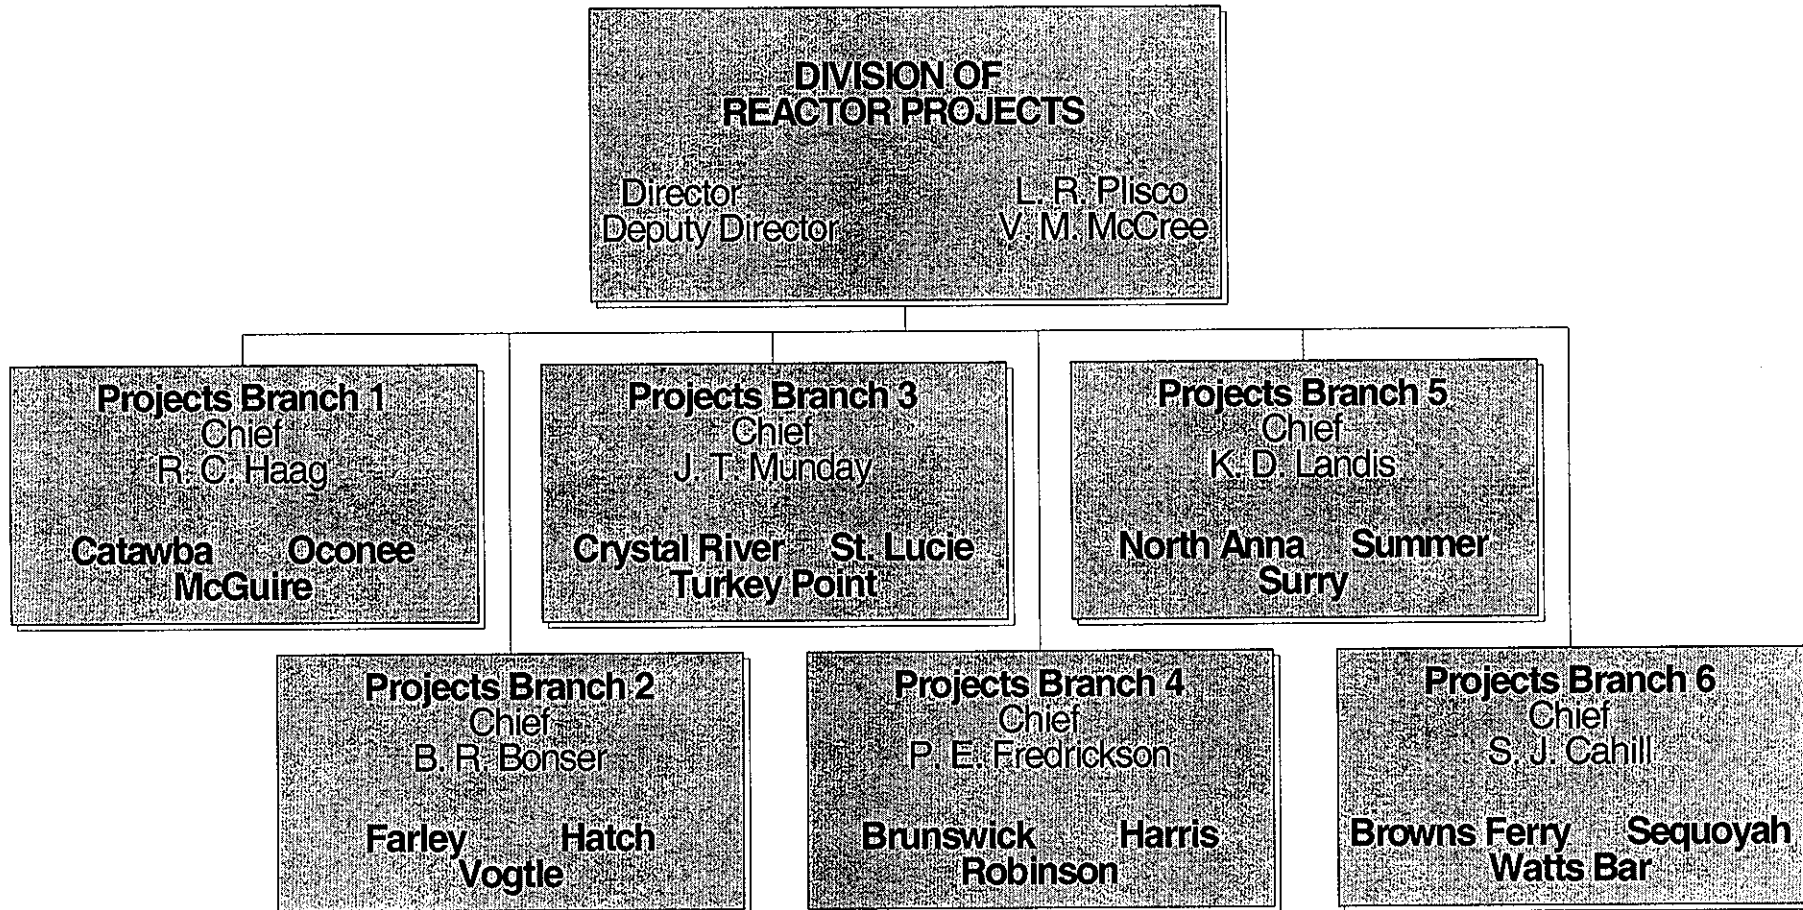 DIVISION OF
REACTOR PROJECTS
Director L. R. Plisco
Deputy Director V. M. McCree
Projects Branch 1
Chief
R. C. Haag
Catawba Oconee
McGuire
Projects Branch 3
Chief
J. T. Munday
Crystal River St. Lucie
Turkey Point
Projects Branch 5
Chief
K. D. Landis
North Anna Summer
Surry
Projects Branch 2
Chief
B. R. Bonser
Farley Hatch
Vogtle
Projects Branch 4
Chief
P. E. Fredrickson
Brunswick Harris
Robinson
Projects Branch 6
Chief
S. J. Cahill
Browns Ferry Sequoyah
Watts Bar